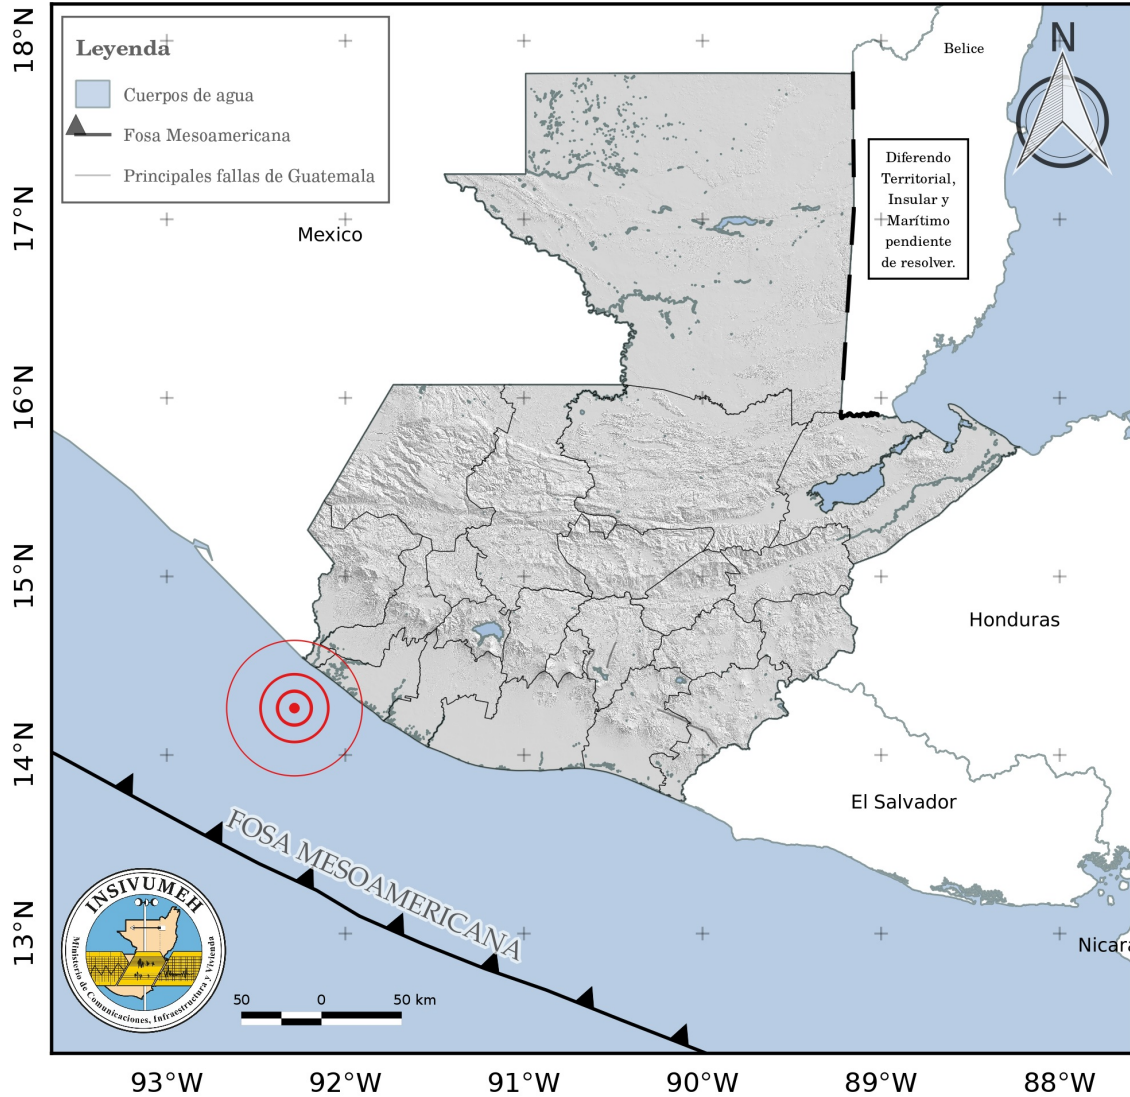 Leyenda
Cuerpos de agua
Fosa Mesoamericana
Principales fallas de Guatemala
Belice
N
Diferendo
Territorial,
Insular y
Marítimo
pendiente
de resolver.
Mexico
Honduras
El Salvador
Nicara
FOSA MESOAMERICANA
INSIVUMEH
Ministerio de Comunicaciones, Infraestructura y Vivienda
50 0 50 km
18°N
17°N
16°N
15°N
14°N
13°N
93°W 92°W 91°W 90°W 89°W 88°W